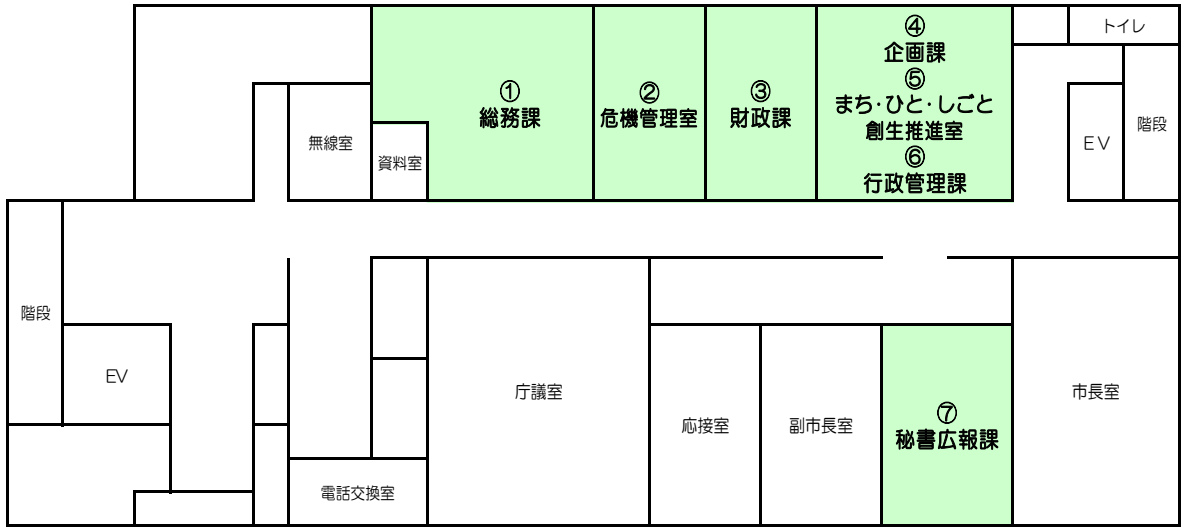 ①
総務課
②
危機管理室
③
財政課
④
企画課
⑤
まち・ひと・しごと
創生推進室
⑥
行政管理課
トイレ
無線室
資料室
EV
階段
階段
EV
庁議室
応接室
副市長室
⑦
秘書広報課
市長室
電話交換室